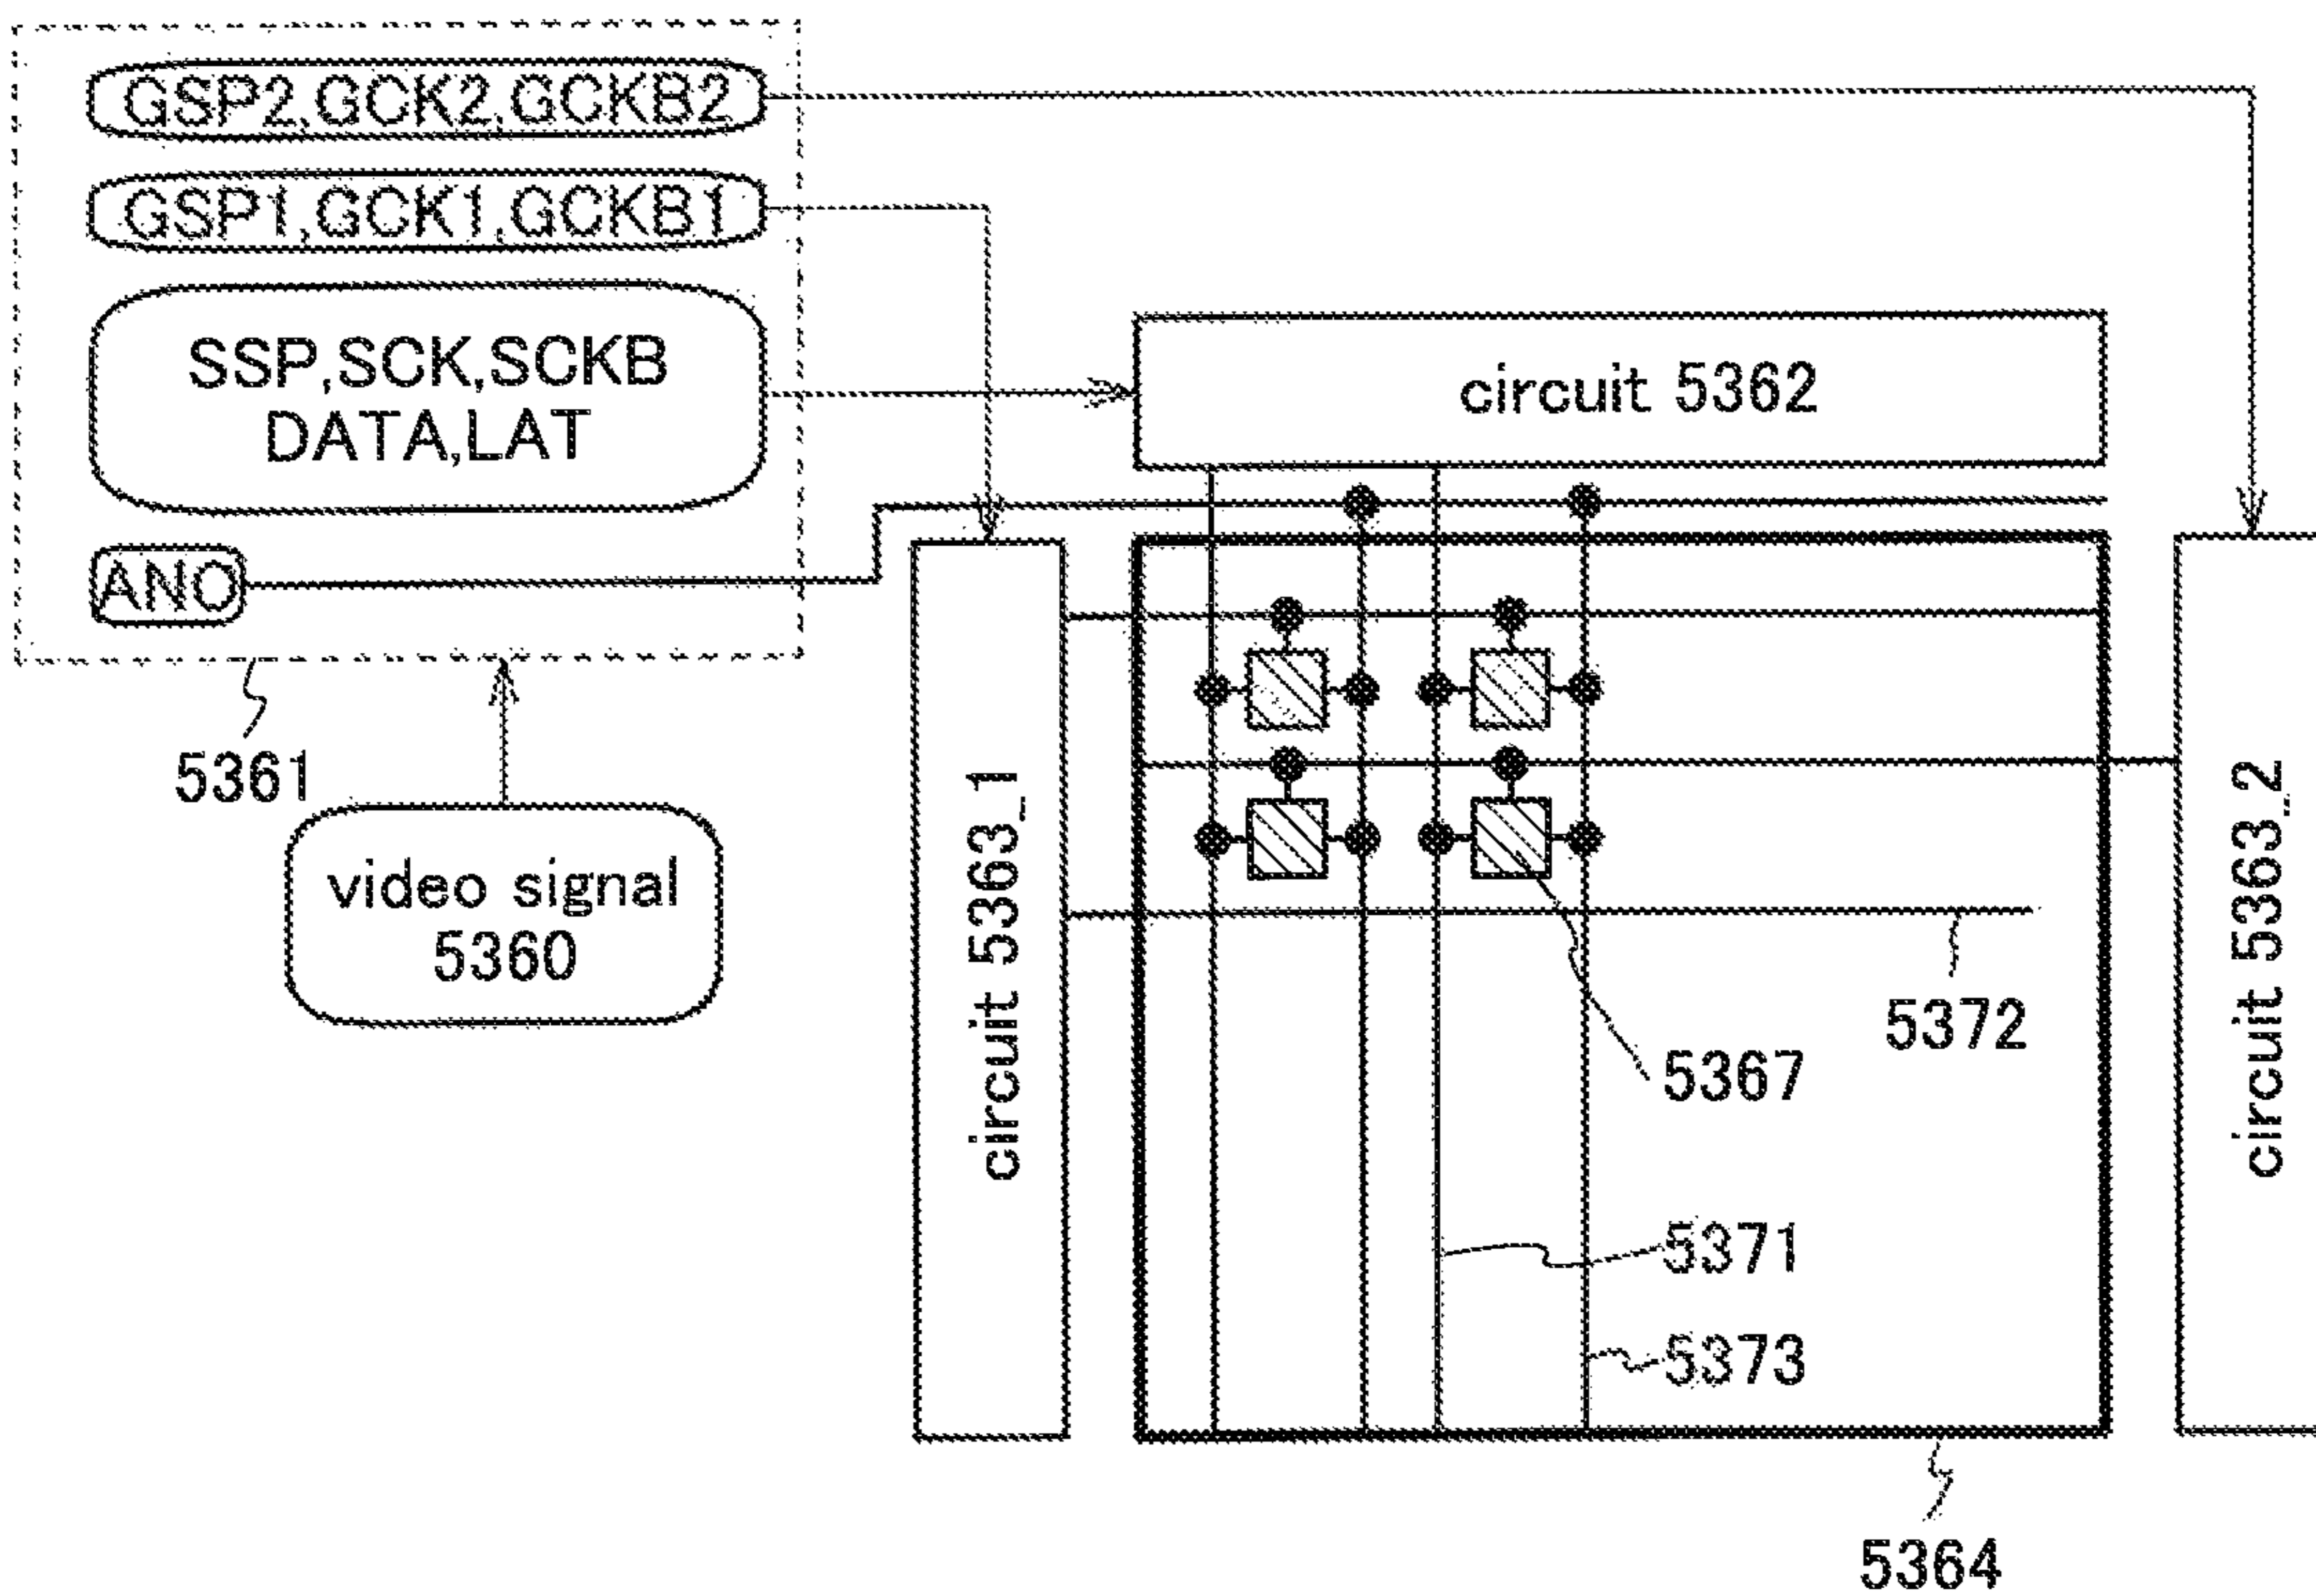 GSP2,GCK2,GCKB2
GSP1,GCK1,GCKB1
SSP,SCK,SCKB
DATA,LAT
ANO
circuit 5362
5361
video signal
5360
circuit 5363_1
circuit 5363_2
5372
5367
5371
5373
5364